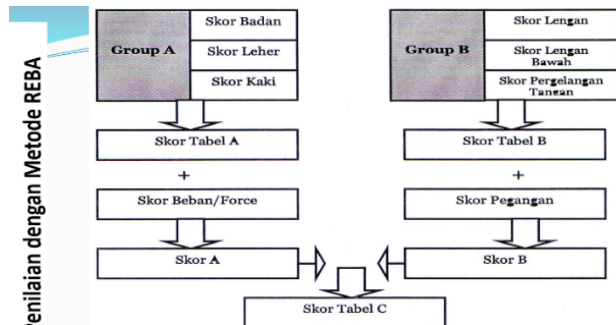 Penilaian dengan Metode REBA
Group A
Skor Badan
Skor Leher
Skor Kaki
Skor Tabel A
+
Skor Beban/Force
Skor A
Group B
Skor Lengan
Skor Lengan
Bawah
Skor Pergelangan
Tangan
Skor Tabel B
+
Skor Pegangan
Skor B
Skor Tabel C